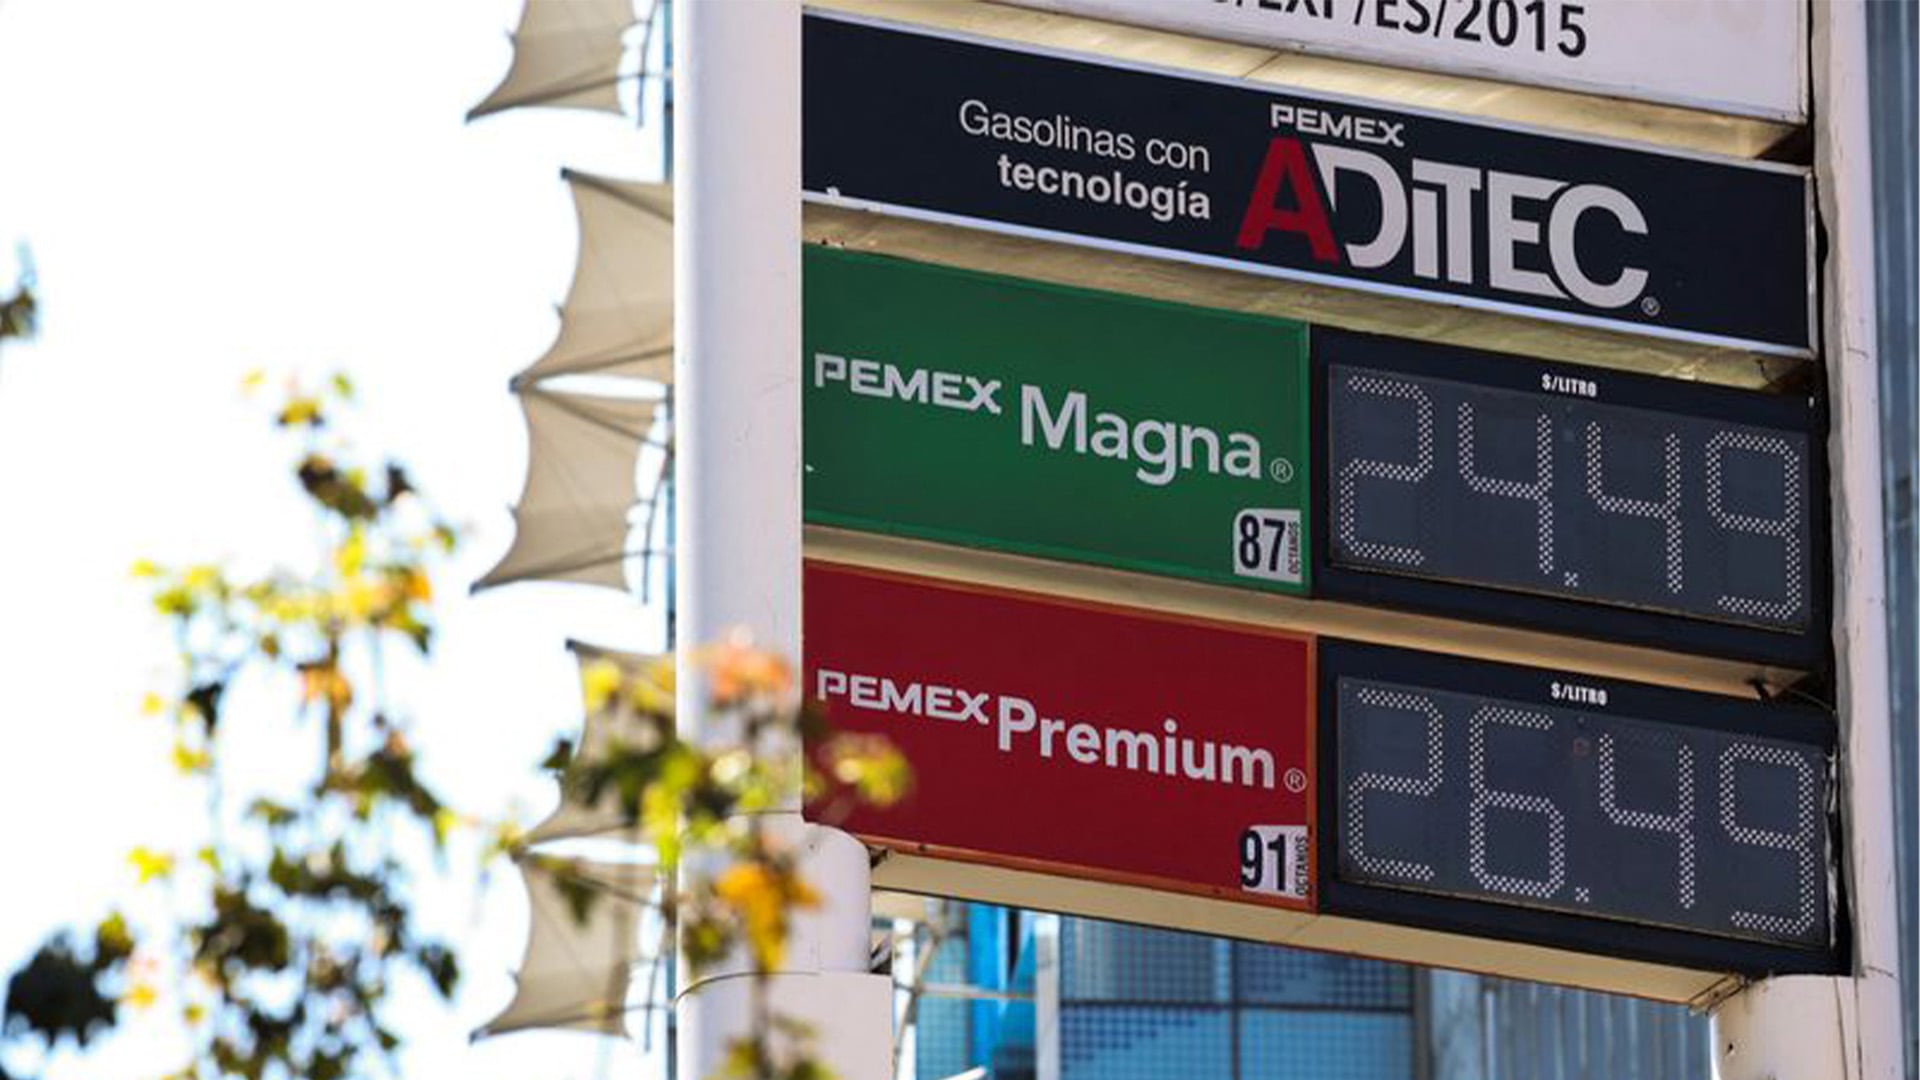 /ES/2015
Gasolinas con
tecnología
PEMEX
ADITEC®
PEMEX Magna®
87 OCTANOS
$/LITRO
24.49
PEMEX Premium®
91 OCTANOS
$/LITRO
26.49